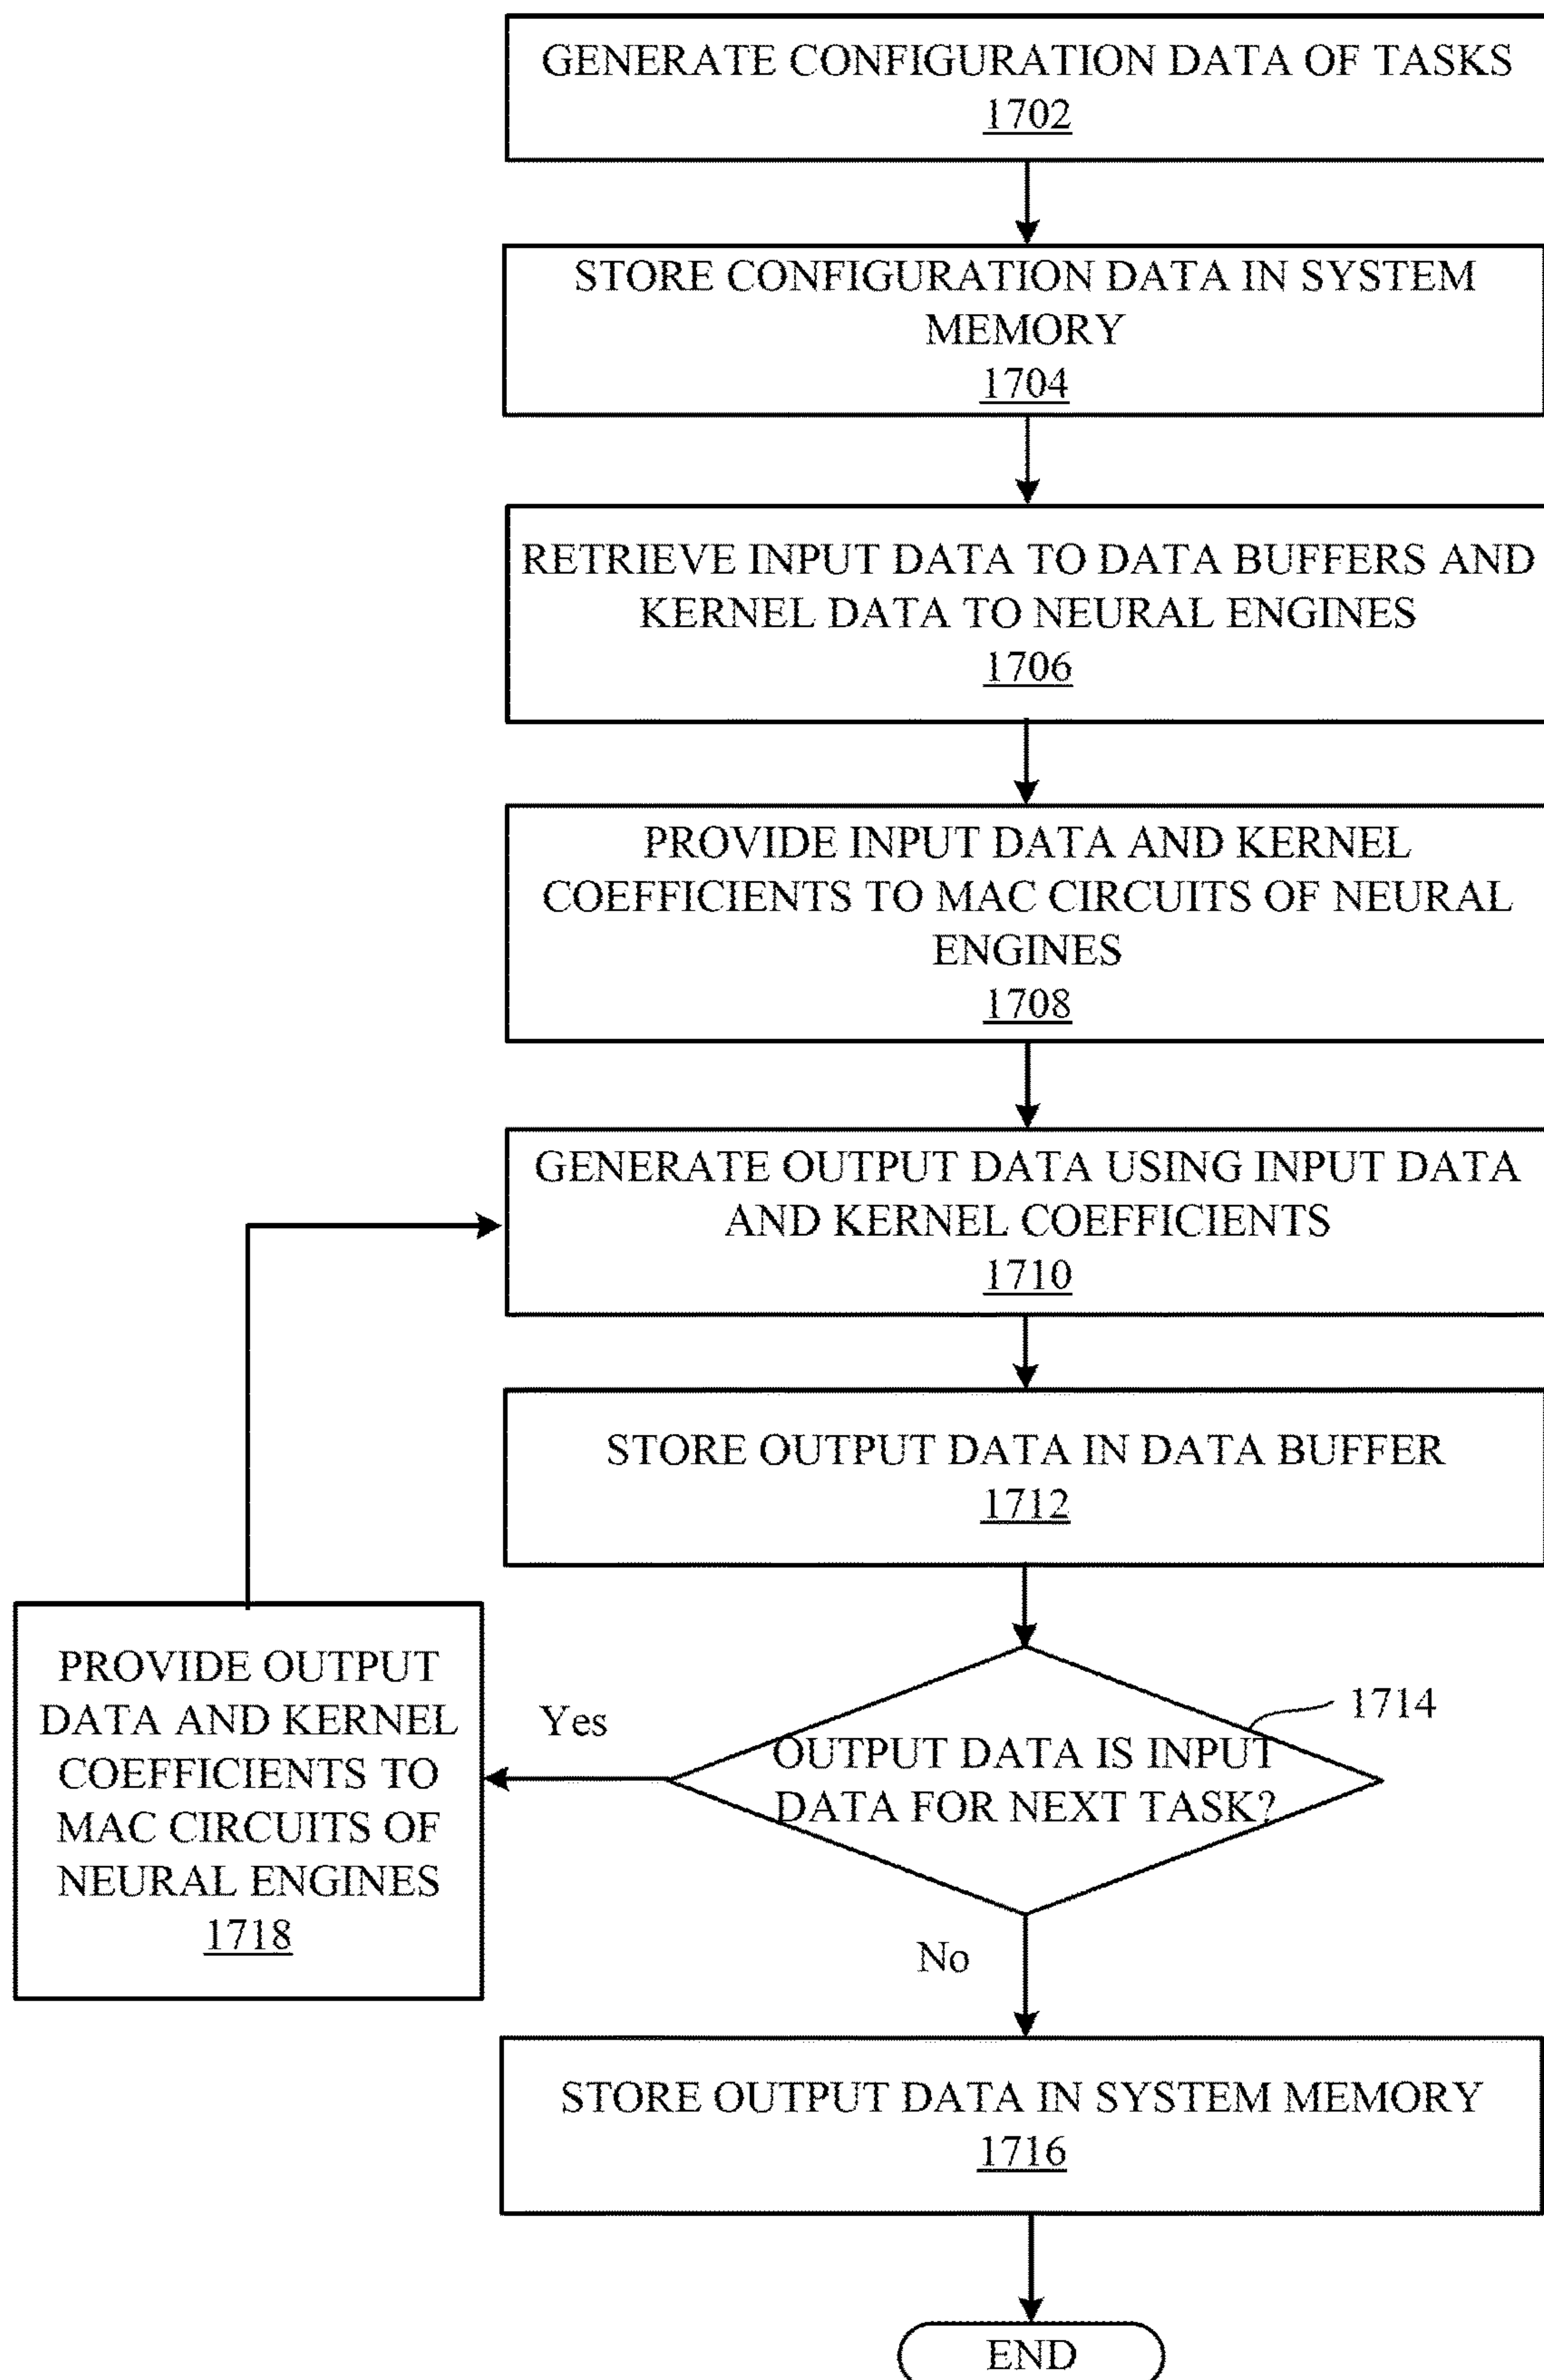 GENERATE CONFIGURATION DATA OF TASKS
1702
STORE CONFIGURATION DATA IN SYSTEM
MEMORY
1704
RETRIEVE INPUT DATA TO DATA BUFFERS AND
KERNEL DATA TO NEURAL ENGINES
1706
PROVIDE INPUT DATA AND KERNEL
COEFFICIENTS TO MAC CIRCUITS OF NEURAL
ENGINES
1708
GENERATE OUTPUT DATA USING INPUT DATA
AND KERNEL COEFFICIENTS
1710
STORE OUTPUT DATA IN DATA BUFFER
1712
1714
OUTPUT DATA IS INPUT
DATA FOR NEXT TASK?
Yes
PROVIDE OUTPUT
DATA AND KERNEL
COEFFICIENTS TO
MAC CIRCUITS OF
NEURAL ENGINES
1718
No
STORE OUTPUT DATA IN SYSTEM MEMORY
1716
END